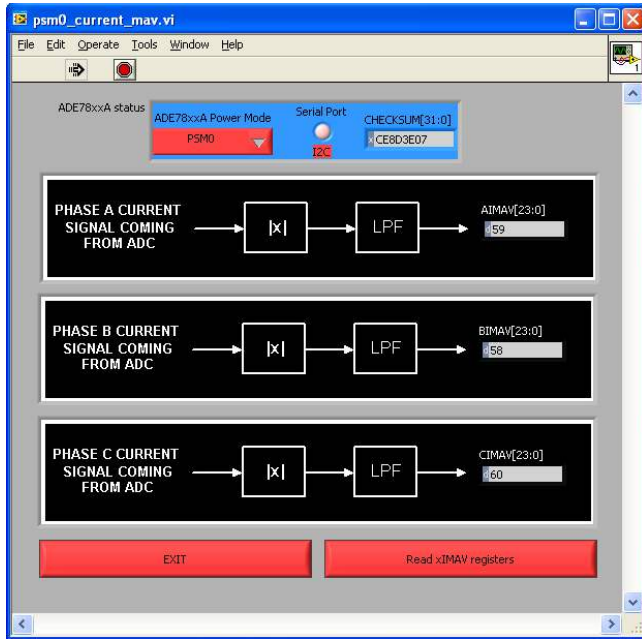 psm0_current_mav.vi
File Edit Operate Tools Window Help
1
ADE78xxA status
ADE78xxA Power Mode
Serial Port
CHECKSUM[31:0]
PSM0
x CE8D3E07
I2C
PHASE A CURRENT
SIGNAL COMING
FROM ADC
|x|
LPF
AIMAV[23:0]
d 59
PHASE B CURRENT
SIGNAL COMING
FROM ADC
|x|
LPF
BIMAV[23:0]
d 58
PHASE C CURRENT
SIGNAL COMING
FROM ADC
|x|
LPF
CIMAV[23:0]
d 60
EXIT
Read xIMAV registers